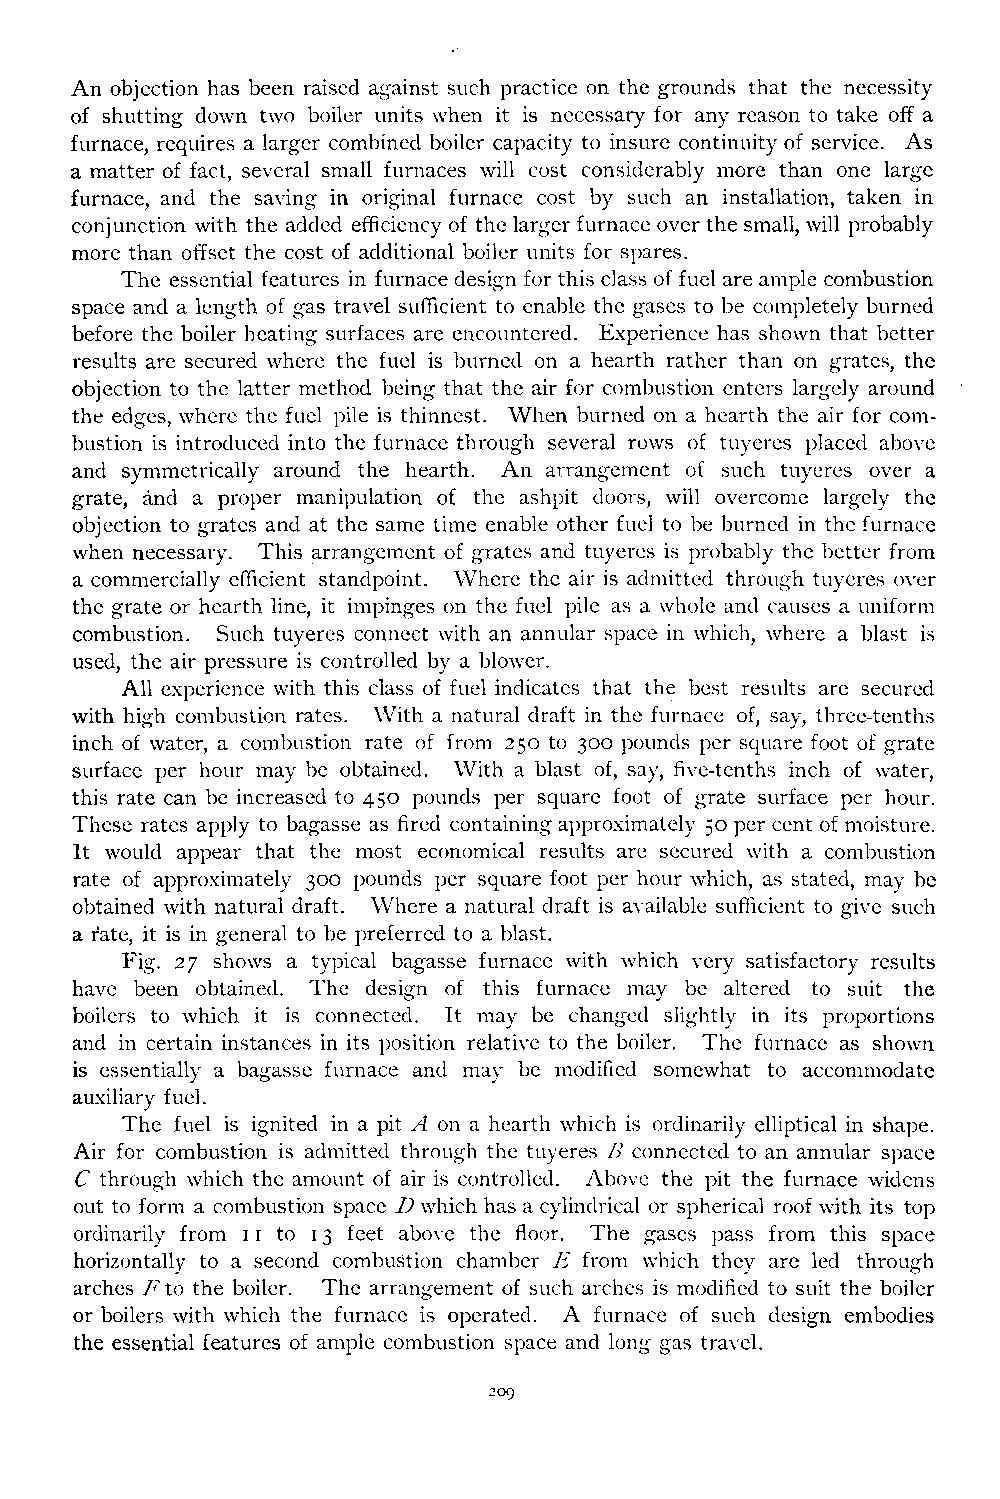 An objection has been raised against such practice on the grounds that the necessity
of shutting down two boiler units when it is necessary for any reason to take off a
furnace, requires a larger combined boiler capacity to insure continuity of service. As
a matter of fact, several small furnaces will cost considerably more than one large
furnace, and the saving in original furnace cost by such an installation, taken in
conjunction with the added efficiency of the larger furnace over the small, will probably
more than offset the cost of additional boiler units for spares.
The essential features in furnace design for this class of fuel are ample combustion
space and a length of gas travel sufficient to enable the gases to be completely burned
before the boiler heating surfaces are encountered. Experience has shown that better
results are secured where the fuel is burned on a hearth rather than on grates, the
objection to the latter method being that the air for combustion enters largely around
the edges, where the fuel pile is thinnest. When burned on a hearth the air for com-
bustion is introduced into the furnace through several rows of tuyeres placed above
and symmetrically around the hearth. An arrangement of such tuyeres over a
grate, and a proper manipulation of the ashpit doors, will overcome largely the
objection to grates and at the same time enable other fuel to be burned in the furnace
when necessary. This arrangement of grates and tuyeres is probably the better from
a commercially efficient standpoint. Where the air is admitted through tuyeres over
the grate or hearth line, it impinges on the fuel pile as a whole and causes a uniform
combustion. Such tuyeres connect with an annular space in which, where a blast is
used, the air pressure is controlled by a blower.
All experience with this class of fuel indicates that the best results are secured
with high combustion rates. With a natural draft in the furnace of, say, three-tenths
inch of water, a combustion rate of from 250 to 300 pounds per square foot of grate
surface per hour may be obtained. With a blast of, say, five-tenths inch of water,
this rate can be increased to 450 pounds per square foot of grate surface per hour.
These rates apply to bagasse as fired containing approximately 50 per cent of moisture.
It would appear that the most economical results are secured with a combustion
rate of approximately 300 pounds per square foot per hour which, as stated, may be
obtained with natural draft. Where a natural draft is available sufficient to give such
a rate, it is in general to be preferred to a blast.
Fig. 27 shows a typical bagasse furnace with which very satisfactory results
have been obtained. The design of this furnace may be altered to suit the
boilers to which it is connected. It may be changed slightly in its proportions
and in certain instances in its position relative to the boiler. The furnace as shown
is essentially a bagasse furnace and may be modified somewhat to accommodate
auxiliary fuel.
The fuel is ignited in a pit A on a hearth which is ordinarily elliptical in shape.
Air for combustion is admitted through the tuyeres B connected to an annular space
C through which the amount of air is controlled. Above the pit the furnace widens
out to form a combustion space D which has a cylindrical or spherical roof with its top
ordinarily from 11 to 13 feet above the floor. The gases pass from this space
horizontally to a second combustion chamber E from which they are led through
arches F to the boiler. The arrangement of such arches is modified to suit the boiler
or boilers with which the furnace is operated. A furnace of such design embodies
the essential features of ample combustion space and long gas travel.
209